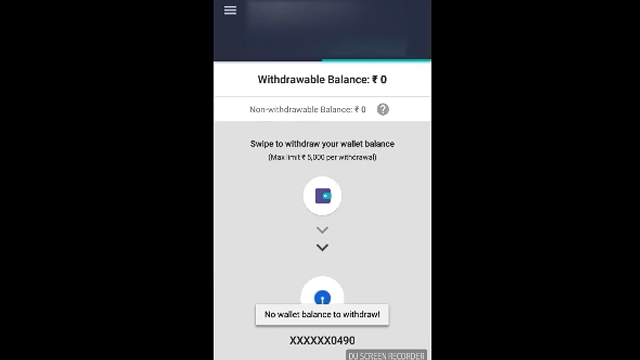 Withdrawable Balance: ₹ 0
Non-withdrawable Balance: ₹ 0 ?
Swipe to withdraw your wallet balance
(Max limit ₹ 5,000 per withdrawal)
No wallet balance to withdraw!
XXXXXX0490
DU SCREEN RECORDER